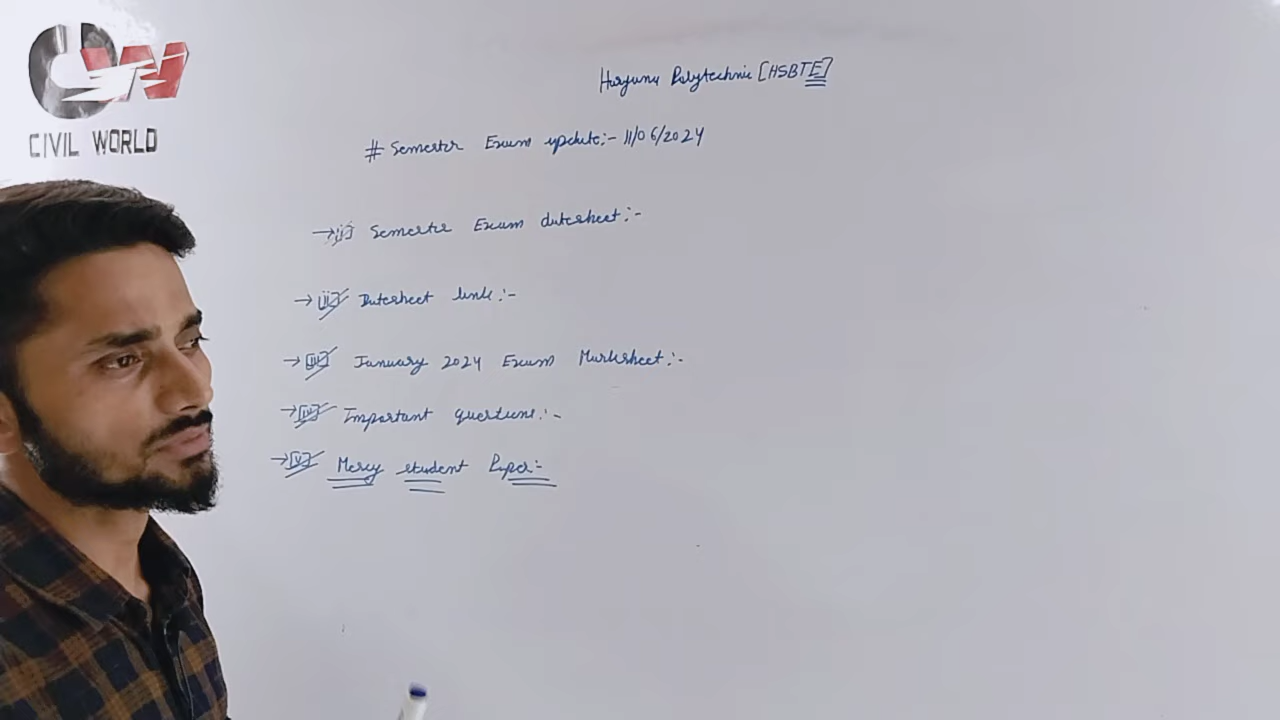 CW
CIVIL WORLD
Haryana Polytechnic [HSBTE]
# Semester Exam update:- 11/06/2024
→ [i] Semester Exam datesheet:-
→ [ii] Datesheet link:-
→ [iii] January 2024 Exam Marksheet:-
→ [iv] Important questions:-
→ [v] Mercy student Paper:-